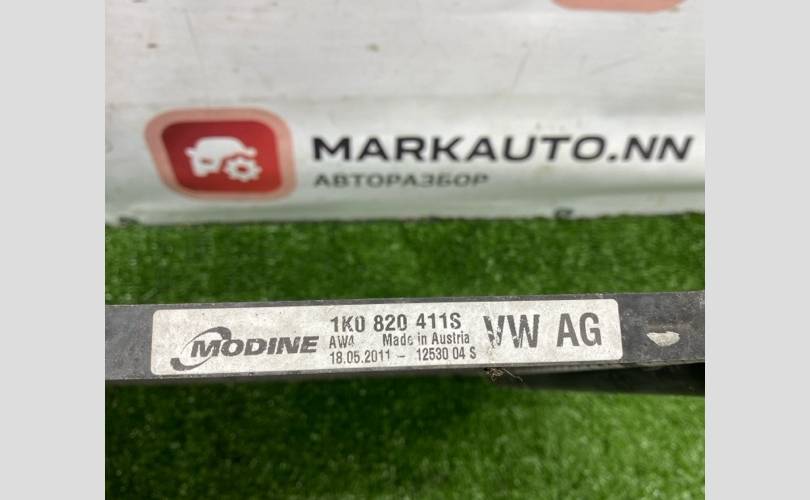 MARKAUTO.NN
АВТОРАЗБОР
MODINE
1K0 820 411S
AW4 Made in Austria
18.05.2011 - 12530 04 S
VW AG